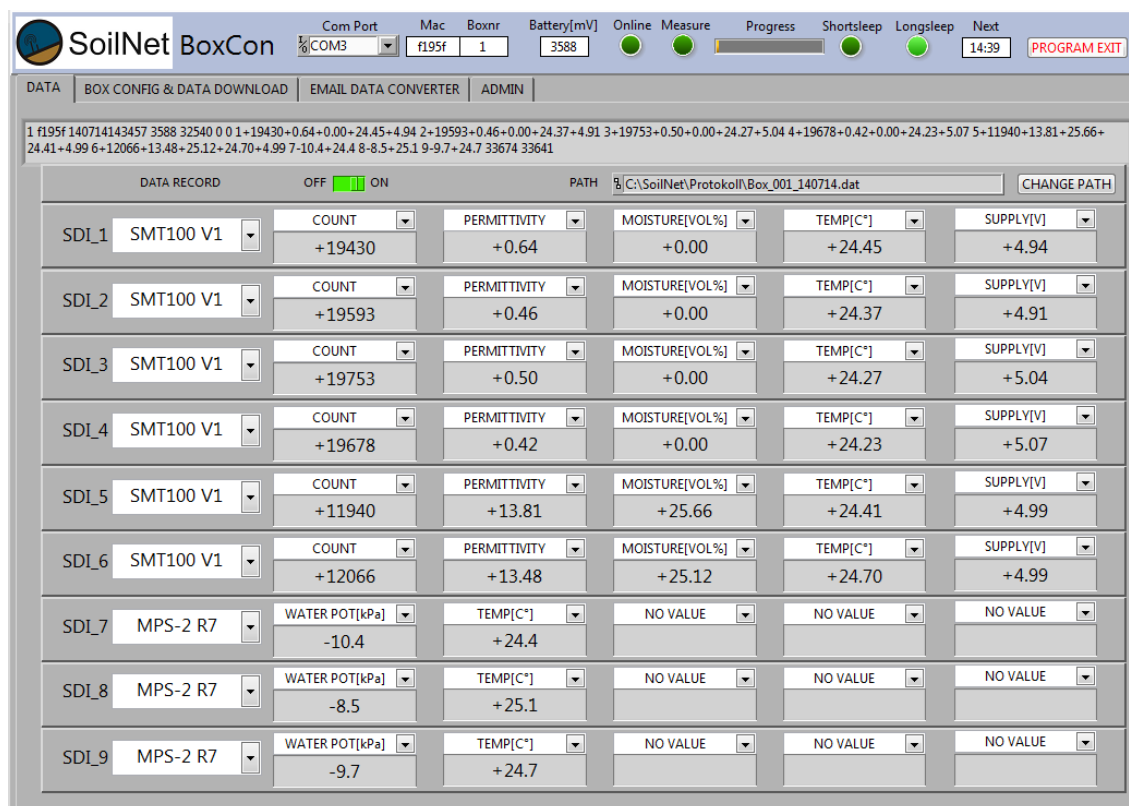 SoilNet BoxCon
Com Port Mac Boxnr Battery[mV] Online Measure Progress Shortsleep Longsleep Next
COM3 f195f 1 3588 14:39 PROGRAM EXIT
DATA BOX CONFIG & DATA DOWNLOAD EMAIL DATA CONVERTER ADMIN
1 f195f 140714143457 3588 32540 0 0 1+19430+0.64+0.00+24.45+4.94 2+19593+0.46+0.00+24.37+4.91 3+19753+0.50+0.00+24.27+5.04 4+19678+0.42+0.00+24.23+5.07 5+11940+13.81+25.66+
24.41+4.99 6+12066+13.48+25.12+24.70+4.99 7-10.4+24.4 8-8.5+25.1 9-9.7+24.7 33674 33641
DATA RECORD OFF ON PATH C:\SoilNet\Protokoll\Box_001_140714.dat CHANGE PATH
COUNT PERMITTIVITY MOISTURE[VOL%] TEMP[C°] SUPPLY[V]
SDI_1 SMT100 V1 +19430 +0.64 +0.00 +24.45 +4.94
COUNT PERMITTIVITY MOISTURE[VOL%] TEMP[C°] SUPPLY[V]
SDI_2 SMT100 V1 +19593 +0.46 +0.00 +24.37 +4.91
COUNT PERMITTIVITY MOISTURE[VOL%] TEMP[C°] SUPPLY[V]
SDI_3 SMT100 V1 +19753 +0.50 +0.00 +24.27 +5.04
COUNT PERMITTIVITY MOISTURE[VOL%] TEMP[C°] SUPPLY[V]
SDI_4 SMT100 V1 +19678 +0.42 +0.00 +24.23 +5.07
COUNT PERMITTIVITY MOISTURE[VOL%] TEMP[C°] SUPPLY[V]
SDI_5 SMT100 V1 +11940 +13.81 +25.66 +24.41 +4.99
COUNT PERMITTIVITY MOISTURE[VOL%] TEMP[C°] SUPPLY[V]
SDI_6 SMT100 V1 +12066 +13.48 +25.12 +24.70 +4.99
WATER POT[kPa] TEMP[C°] NO VALUE NO VALUE NO VALUE
SDI_7 MPS-2 R7 -10.4 +24.4
WATER POT[kPa] TEMP[C°] NO VALUE NO VALUE NO VALUE
SDI_8 MPS-2 R7 -8.5 +25.1
WATER POT[kPa] TEMP[C°] NO VALUE NO VALUE NO VALUE
SDI_9 MPS-2 R7 -9.7 +24.7